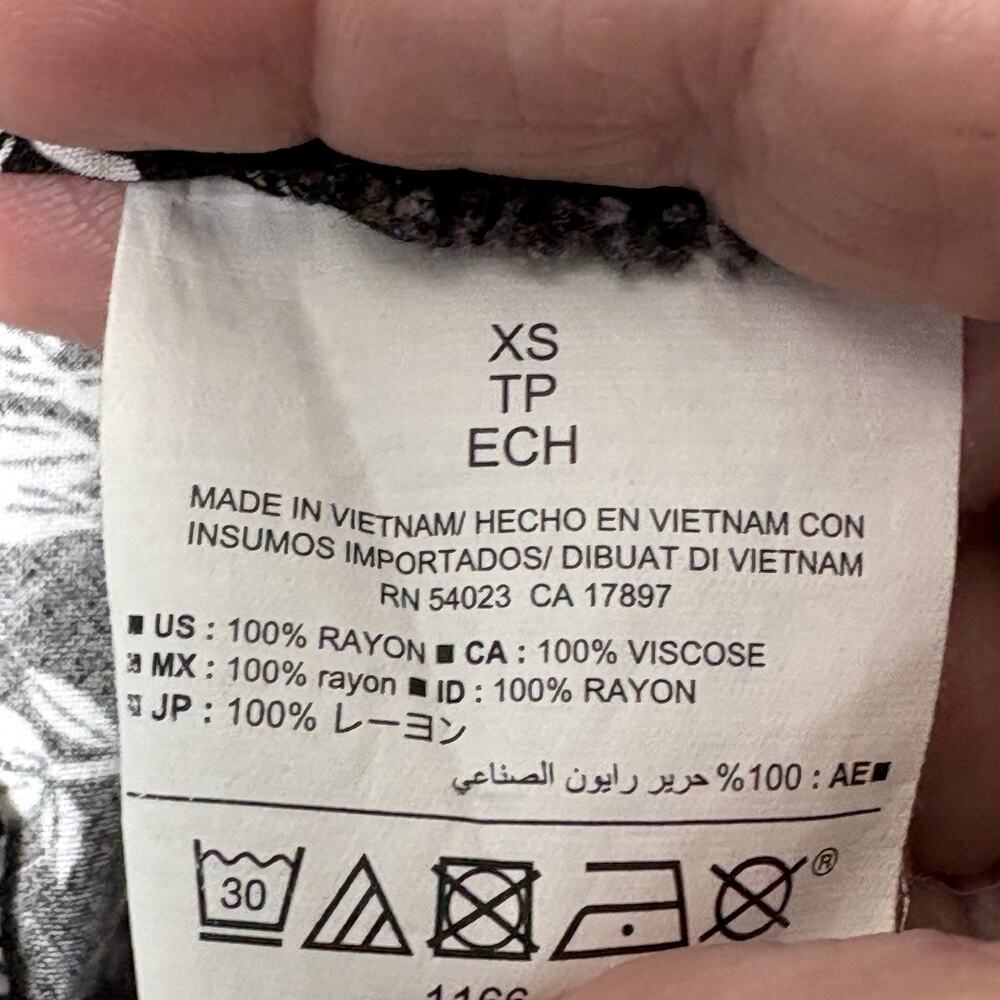 XS
TP
ECH
MADE IN VIETNAM/ HECHO EN VIETNAM CON
INSUMOS IMPORTADOS/ DIBUAT DI VIETNAM
RN 54023 CA 17897
■ US : 100% RAYON ■ CA : 100% VISCOSE
■ MX : 100% rayon ■ ID : 100% RAYON
■ JP : 100% レーヨン
■AE : 100% حرير رايون الصناعي
30 ®
1166